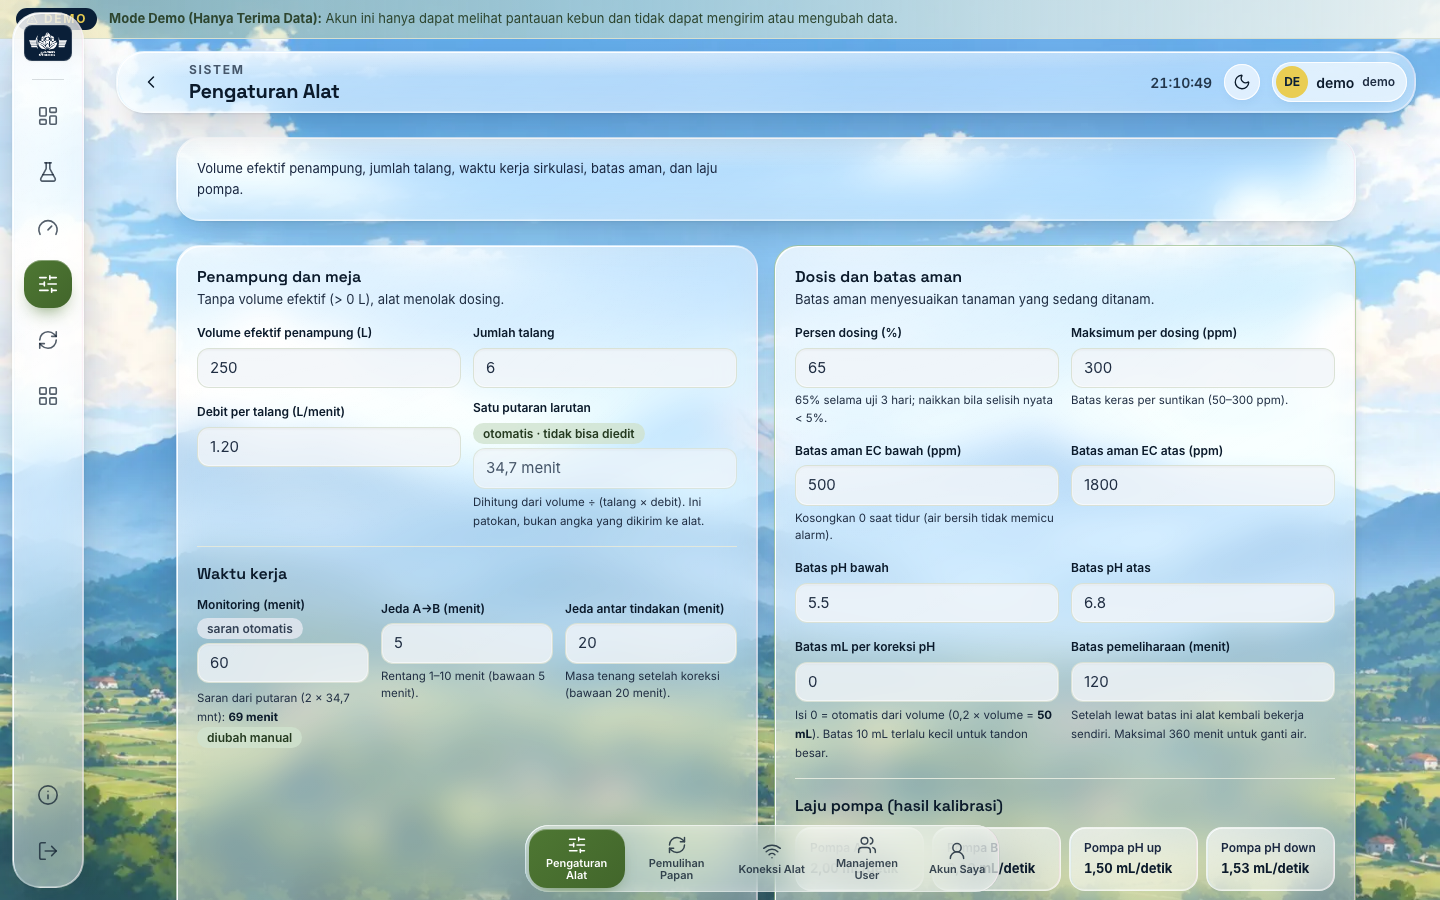 DEMO
Mode Demo (Hanya Terima Data): Akun ini hanya dapat melihat pantauan kebun dan tidak dapat mengirim atau mengubah data.
SISTEM
Pengaturan Alat
21:10:49
DE
demo demo
Volume efektif penampung, jumlah talang, waktu kerja sirkulasi, batas aman, dan laju
pompa.
Penampung dan meja
Tanpa volume efektif (> 0 L), alat menolak dosing.
Volume efektif penampung (L)
250
Jumlah talang
6
Debit per talang (L/menit)
1.20
Satu putaran larutan
otomatis · tidak bisa diedit
34,7 menit
Dihitung dari volume ÷ (talang × debit). Ini
patokan, bukan angka yang dikirim ke alat.
Waktu kerja
Monitoring (menit)
saran otomatis
60
Saran dari putaran (2 × 34,7
mnt): 69 menit
diubah manual
Jeda A→B (menit)
5
Rentang 1–10 menit (bawaan 5
menit).
Jeda antar tindakan (menit)
20
Masa tenang setelah koreksi
(bawaan 20 menit).
Dosis dan batas aman
Batas aman menyesuaikan tanaman yang sedang ditanam.
Persen dosing (%)
65
65% selama uji 3 hari; naikkan bila selisih nyata
< 5%.
Maksimum per dosing (ppm)
300
Batas keras per suntikan (50–300 ppm).
Batas aman EC bawah (ppm)
500
Kosongkan 0 saat tidur (air bersih tidak memicu
alarm).
Batas aman EC atas (ppm)
1800
Batas pH bawah
5.5
Batas pH atas
6.8
Batas mL per koreksi pH
0
Isi 0 = otomatis dari volume (0,2 × volume = 50
mL). Batas 10 mL terlalu kecil untuk tandon
besar.
Batas pemeliharaan (menit)
120
Setelah lewat batas ini alat kembali bekerja
sendiri. Maksimal 360 menit untuk ganti air.
Laju pompa (hasil kalibrasi)
Pompa B
mL/detik
Pompa pH up
1,50 mL/detik
Pompa pH down
1,53 mL/detik
Pengaturan
Alat
Pemulihan
Papan
Koneksi Alat
Manajemen
User
Akun Saya